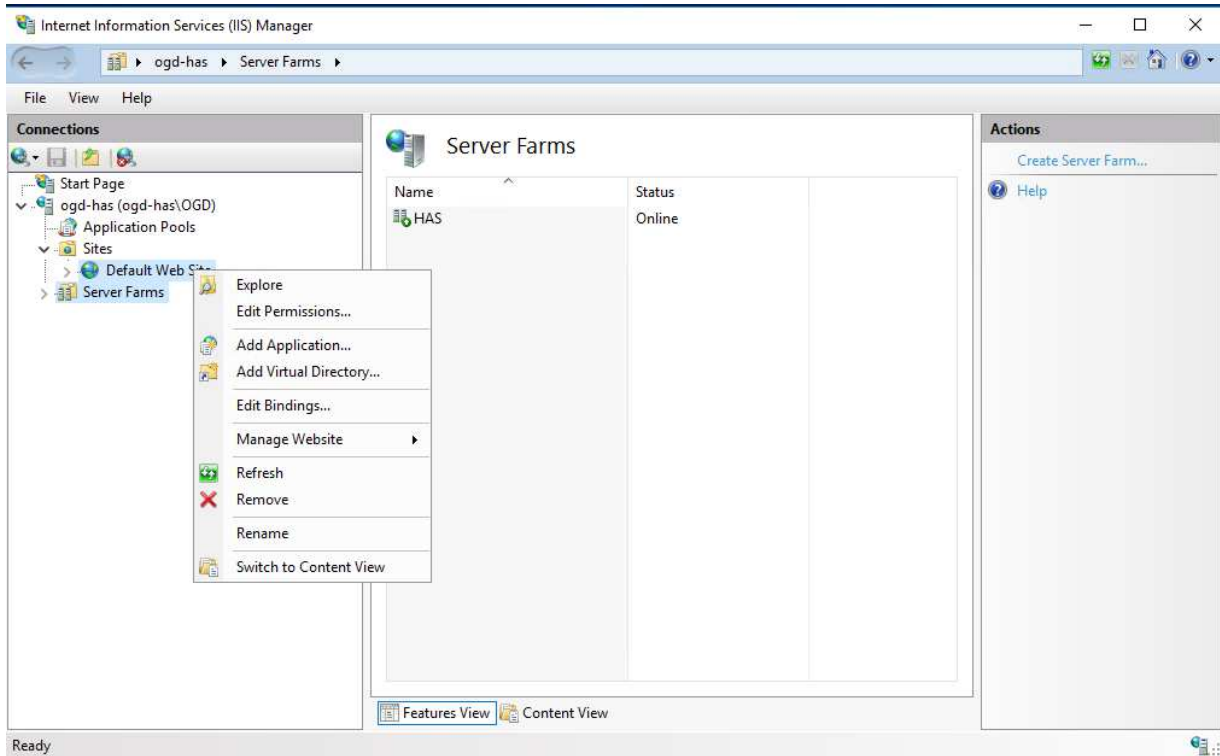 Internet Information Services (IIS) Manager
ogd-has Server Farms
File View Help
Connections
Start Page
ogd-has (ogd-has\OGD)
Application Pools
Sites
Default Web Site
Server Farms
Explore
Edit Permissions...
Add Application...
Add Virtual Directory...
Edit Bindings...
Manage Website
Refresh
Remove
Rename
Switch to Content View
Server Farms
Name Status
HAS Online
Features View Content View
Actions
Create Server Farm...
Help
Ready